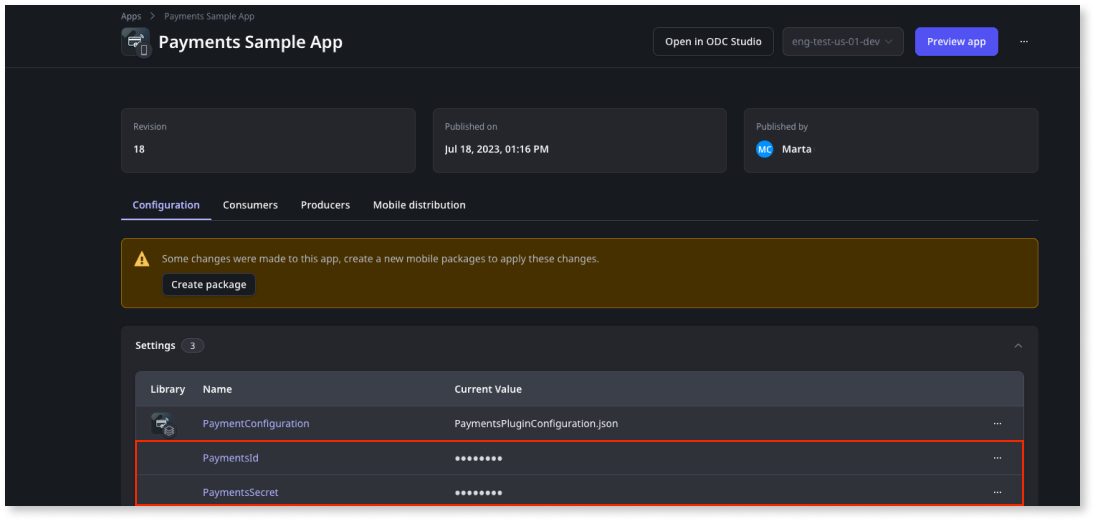 Apps > Payments Sample App
Payments Sample App
Open in ODC Studio
eng-test-us-01-dev
Preview app
...
Revision
18
Published on
Jul 18, 2023, 01:16 PM
Published by
MC Marta
Configuration Consumers Producers Mobile distribution
Some changes were made to this app, create a new mobile packages to apply these changes.
Create package
Settings 3
Library Name Current Value
PaymentConfiguration PaymentsPluginConfiguration.json ...
PaymentsId ●●●●●●●● ...
PaymentsSecret ●●●●●●●● ...